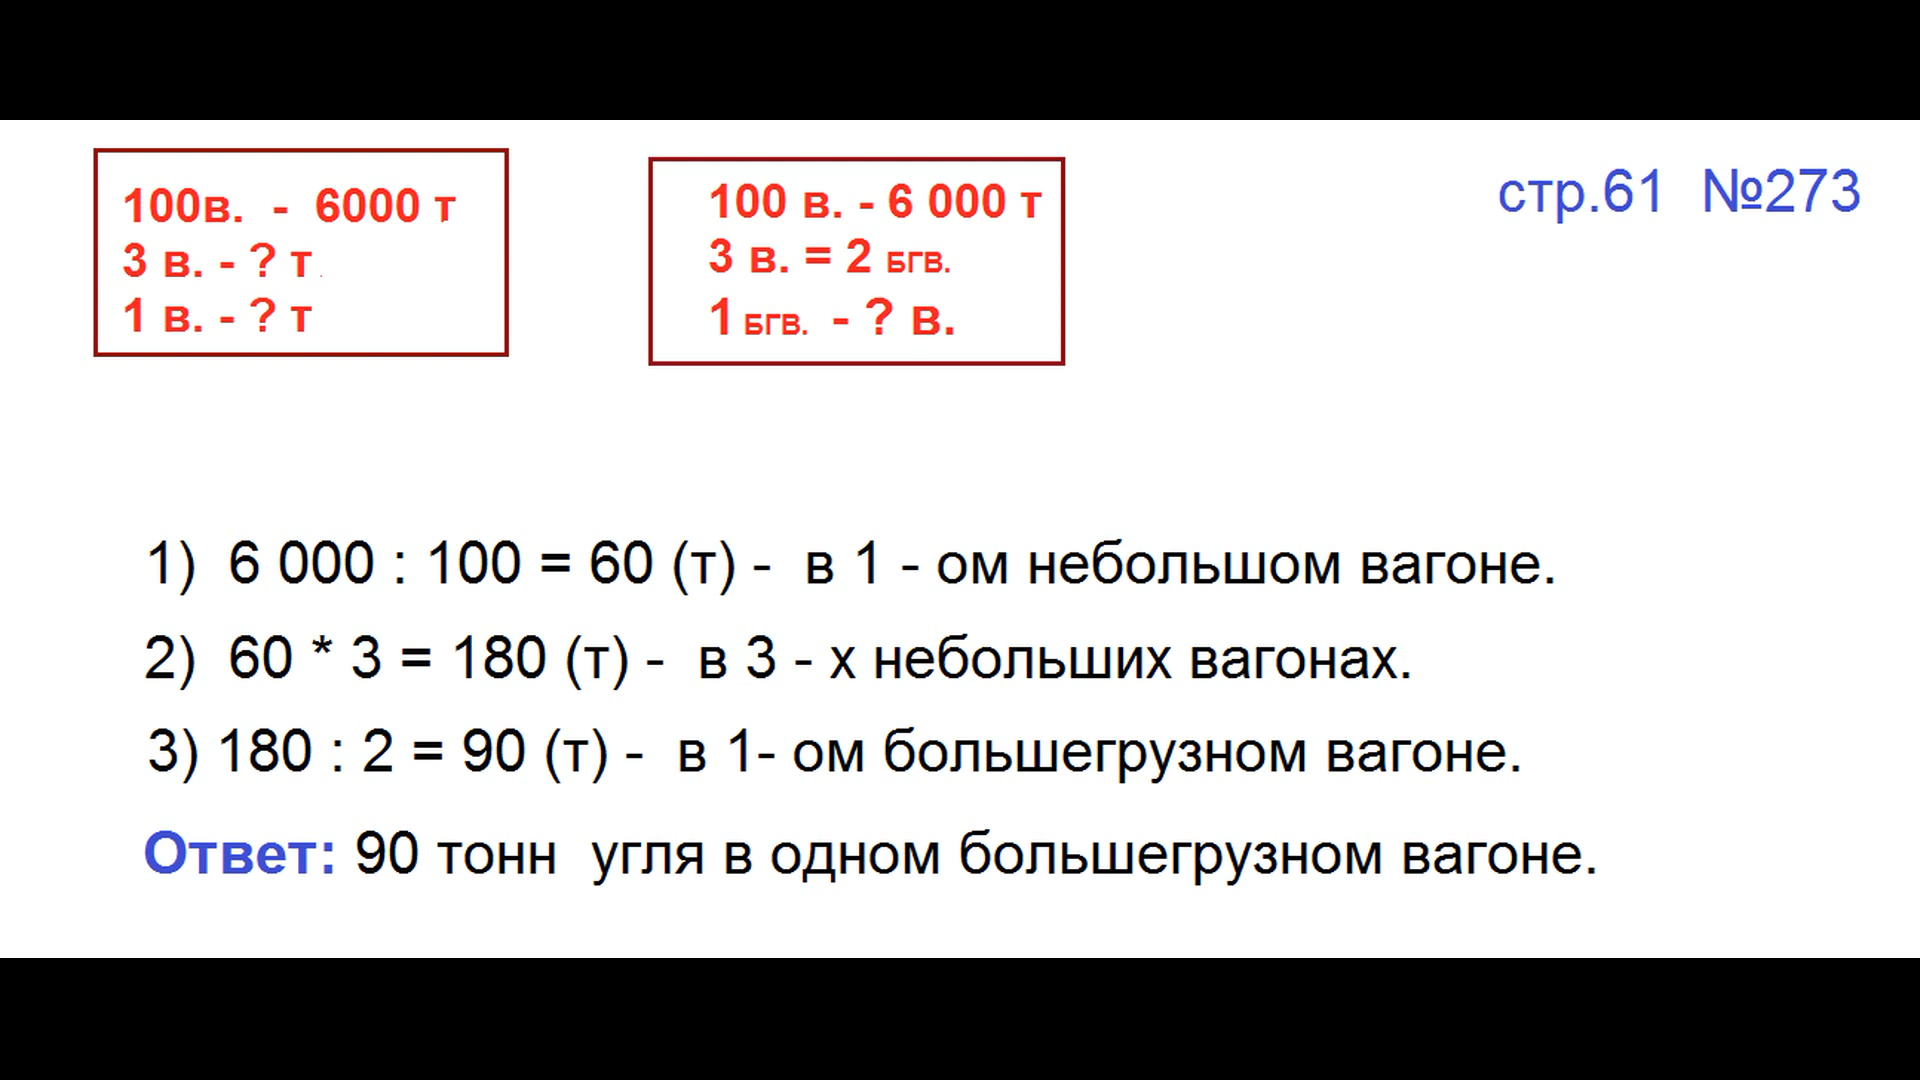 100в. - 6000 т
3 в. - ? т
1 в. - ? т
100 в. - 6 000 т
3 в. = 2 БГВ.
1 БГВ. - ? в.
стр.61 №273
1) 6 000 : 100 = 60 (т) - в 1 - ом небольшом вагоне.
2) 60 * 3 = 180 (т) - в 3 - х небольших вагонах.
3) 180 : 2 = 90 (т) - в 1- ом большегрузном вагоне.
Ответ: 90 тонн угля в одном большегрузном вагоне.